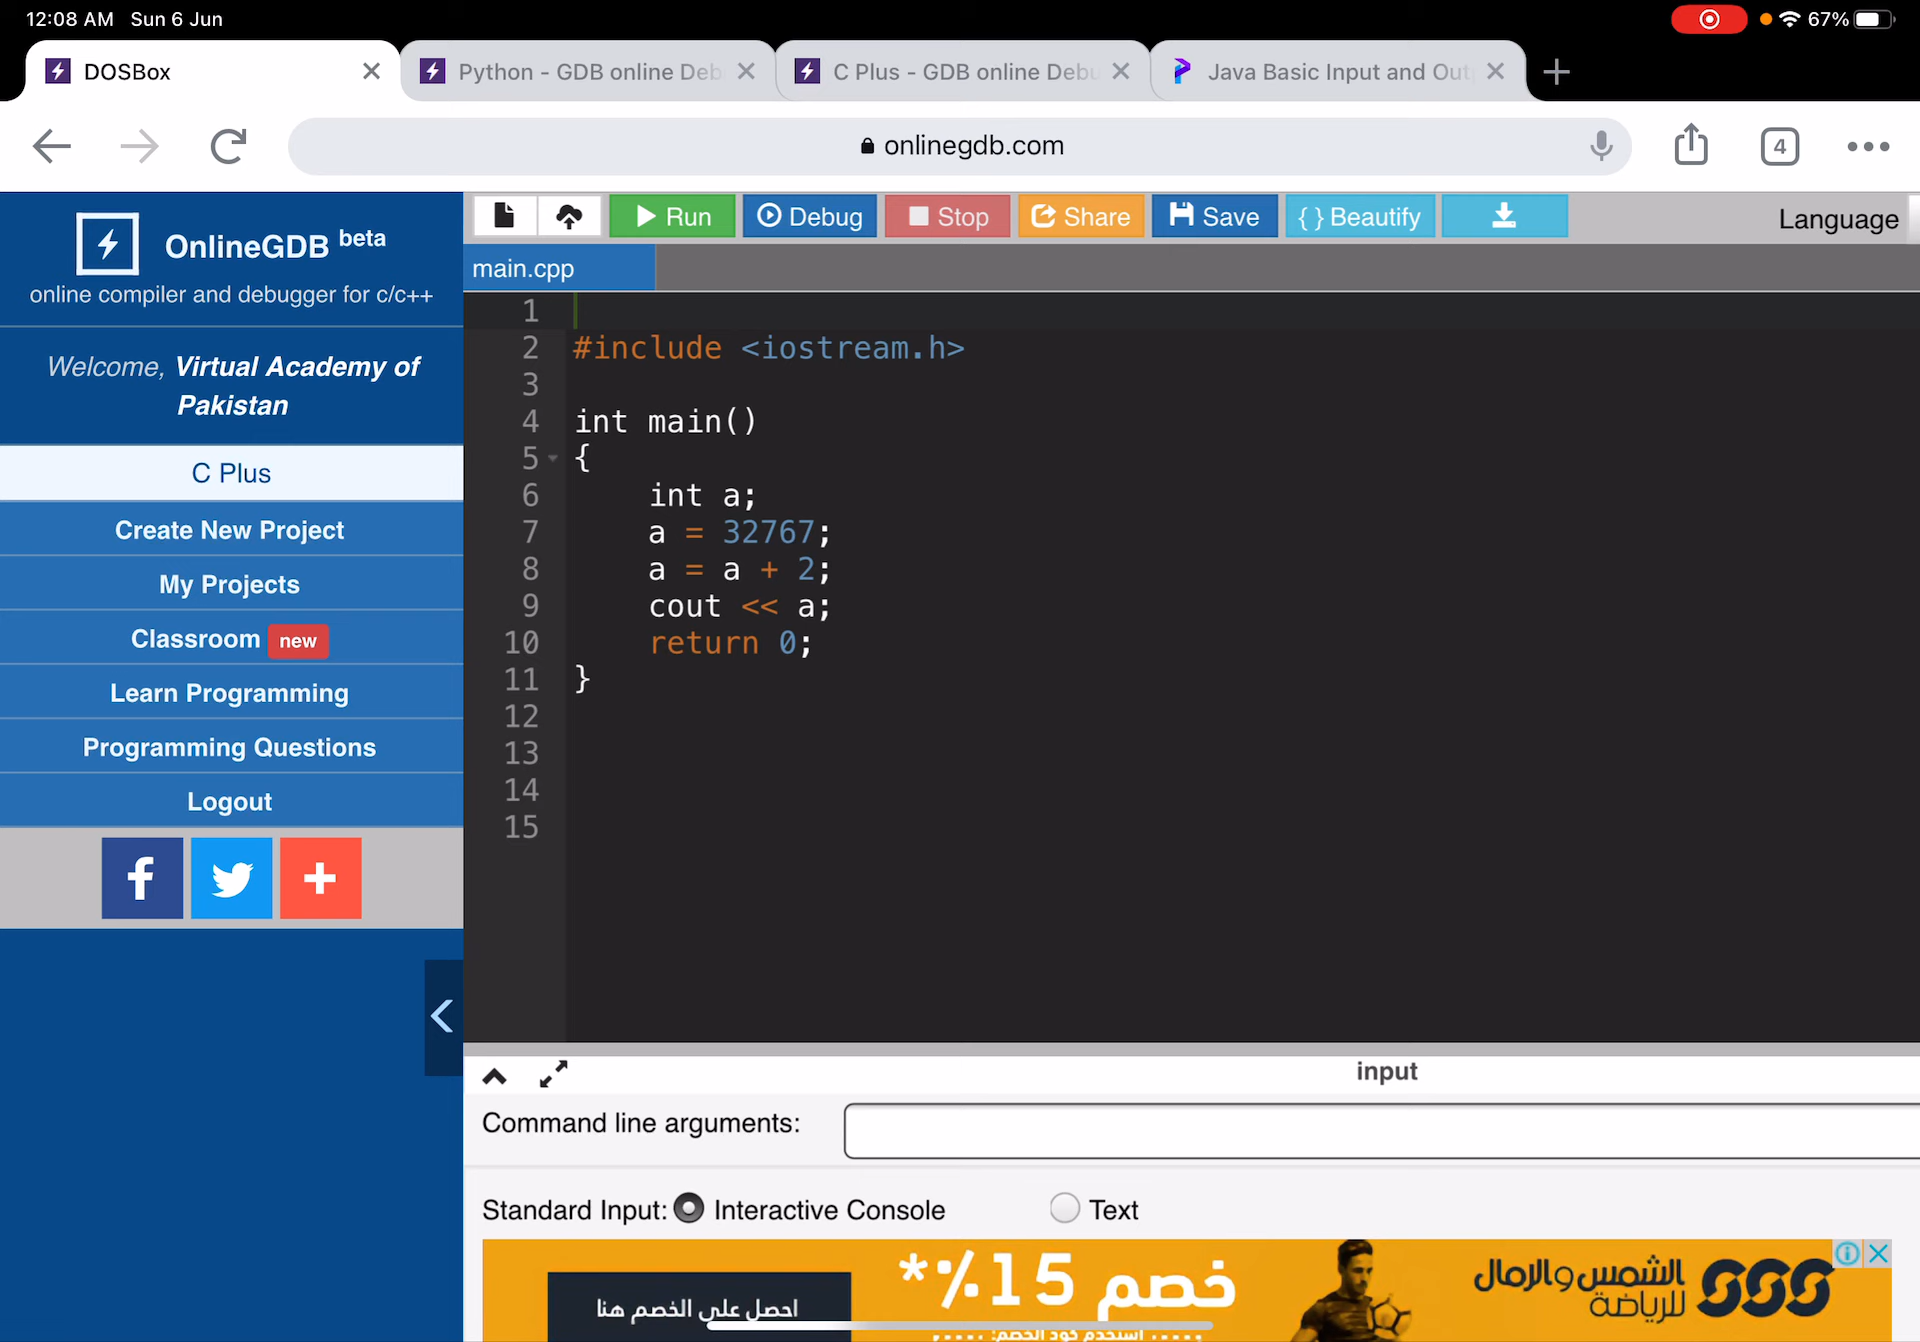 12:08 AM Sun 6 Jun
67%
DOSBox
Python - GDB online Deb
C Plus - GDB online Debu
Java Basic Input and Out
onlinegdb.com
4
OnlineGDB beta
online compiler and debugger for c/c++
Welcome, Virtual Academy of
Pakistan
C Plus
Create New Project
My Projects
Classroom new
Learn Programming
Programming Questions
Logout
Run
Debug
Stop
Share
Save
{ } Beautify
Language
main.cpp
1
2 #include <iostream.h>
3
4 int main()
5 {
6 int a;
7 a = 32767;
8 a = a + 2;
9 cout << a;
10 return 0;
11 }
12
13
14
15
input
Command line arguments:
Standard Input: Interactive Console Text
احصل على الخصم هنا
خصم 15٪*
استخدم كود الخصم:
الشمس والرمال
للرياضة
SSS